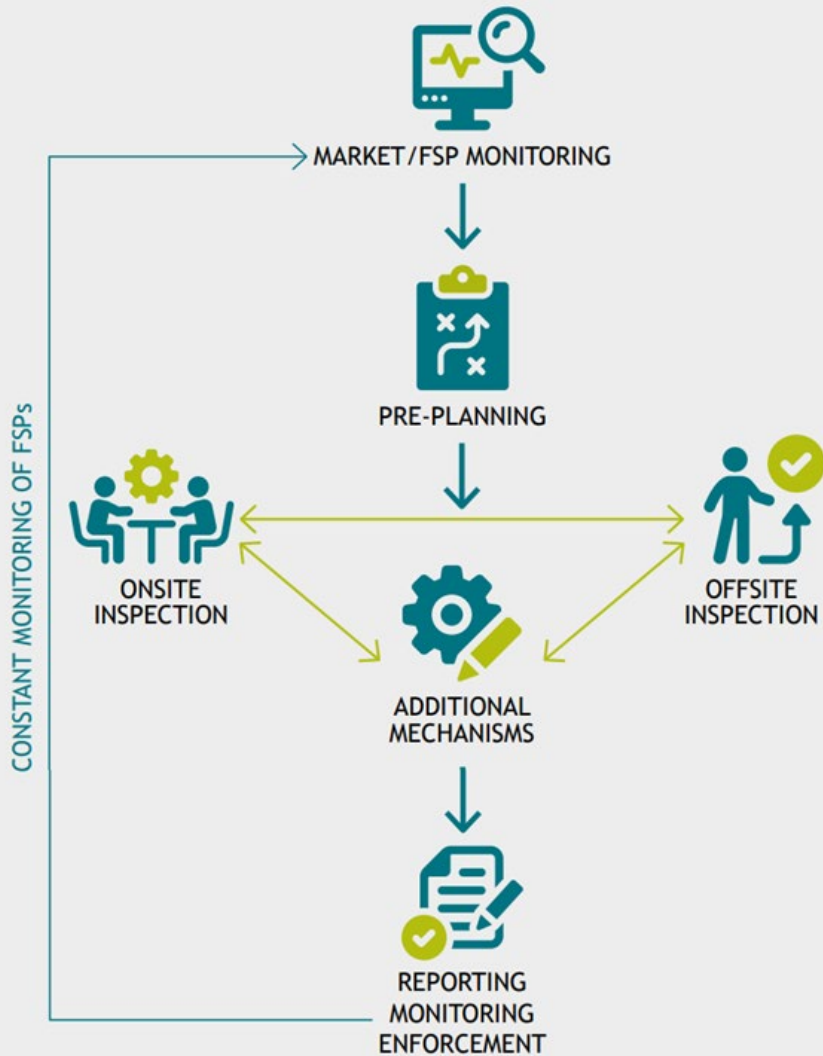 MARKET/FSP MONITORING
PRE-PLANNING
CONSTANT MONITORING OF FSPs
ONSITE
INSPECTION
OFFSITE
INSPECTION
ADDITIONAL
MECHANISMS
REPORTING
MONITORING
ENFORCEMENT